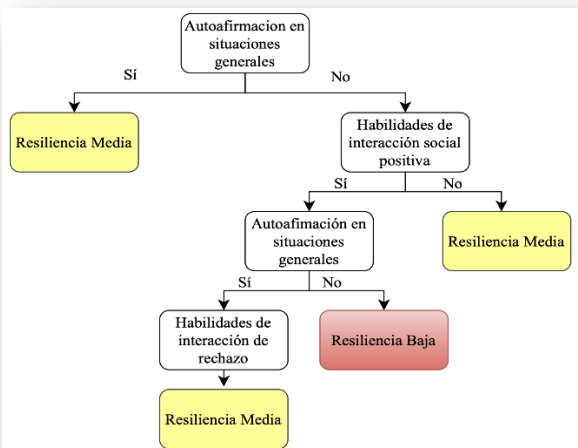 Autoafirmacion en
situaciones
generales
Sí
No
Resiliencia Media
Habilidades de
interacción social
positiva
Sí
No
Autoafimación en
situaciones
generales
Resiliencia Media
Sí
No
Habilidades de
interacción de
rechazo
Resiliencia Baja
Resiliencia Media